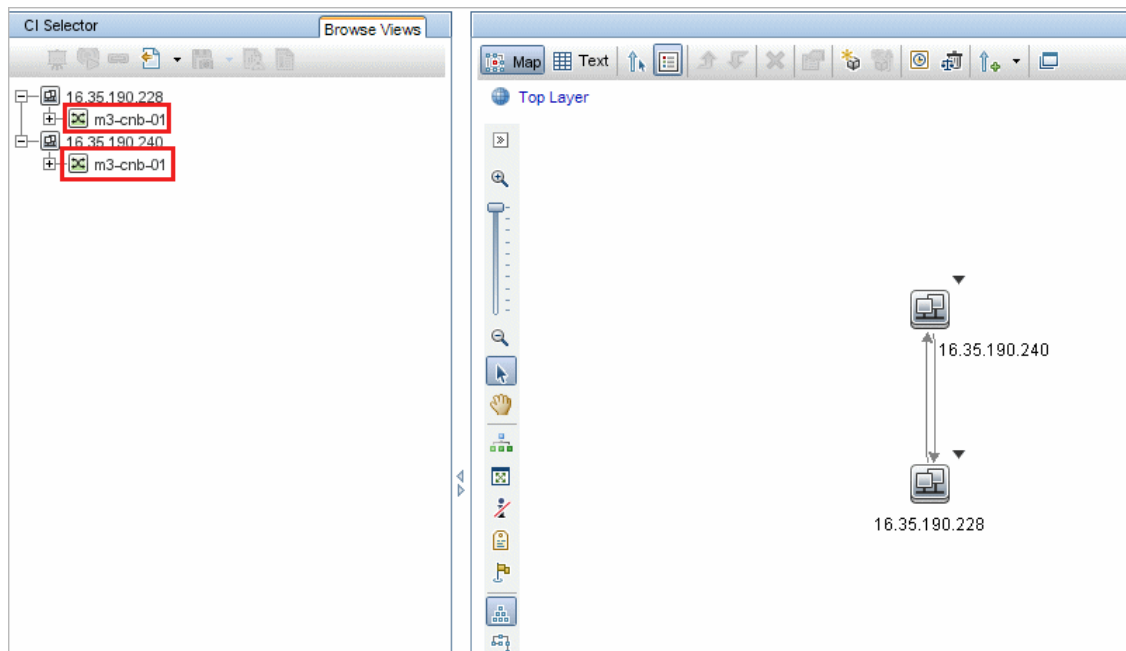 CI Selector
Browse Views
16.35.190.228
m3-cnb-01
16.35.190.240
m3-cnb-01
Map Text
Top Layer
16.35.190.240
16.35.190.228